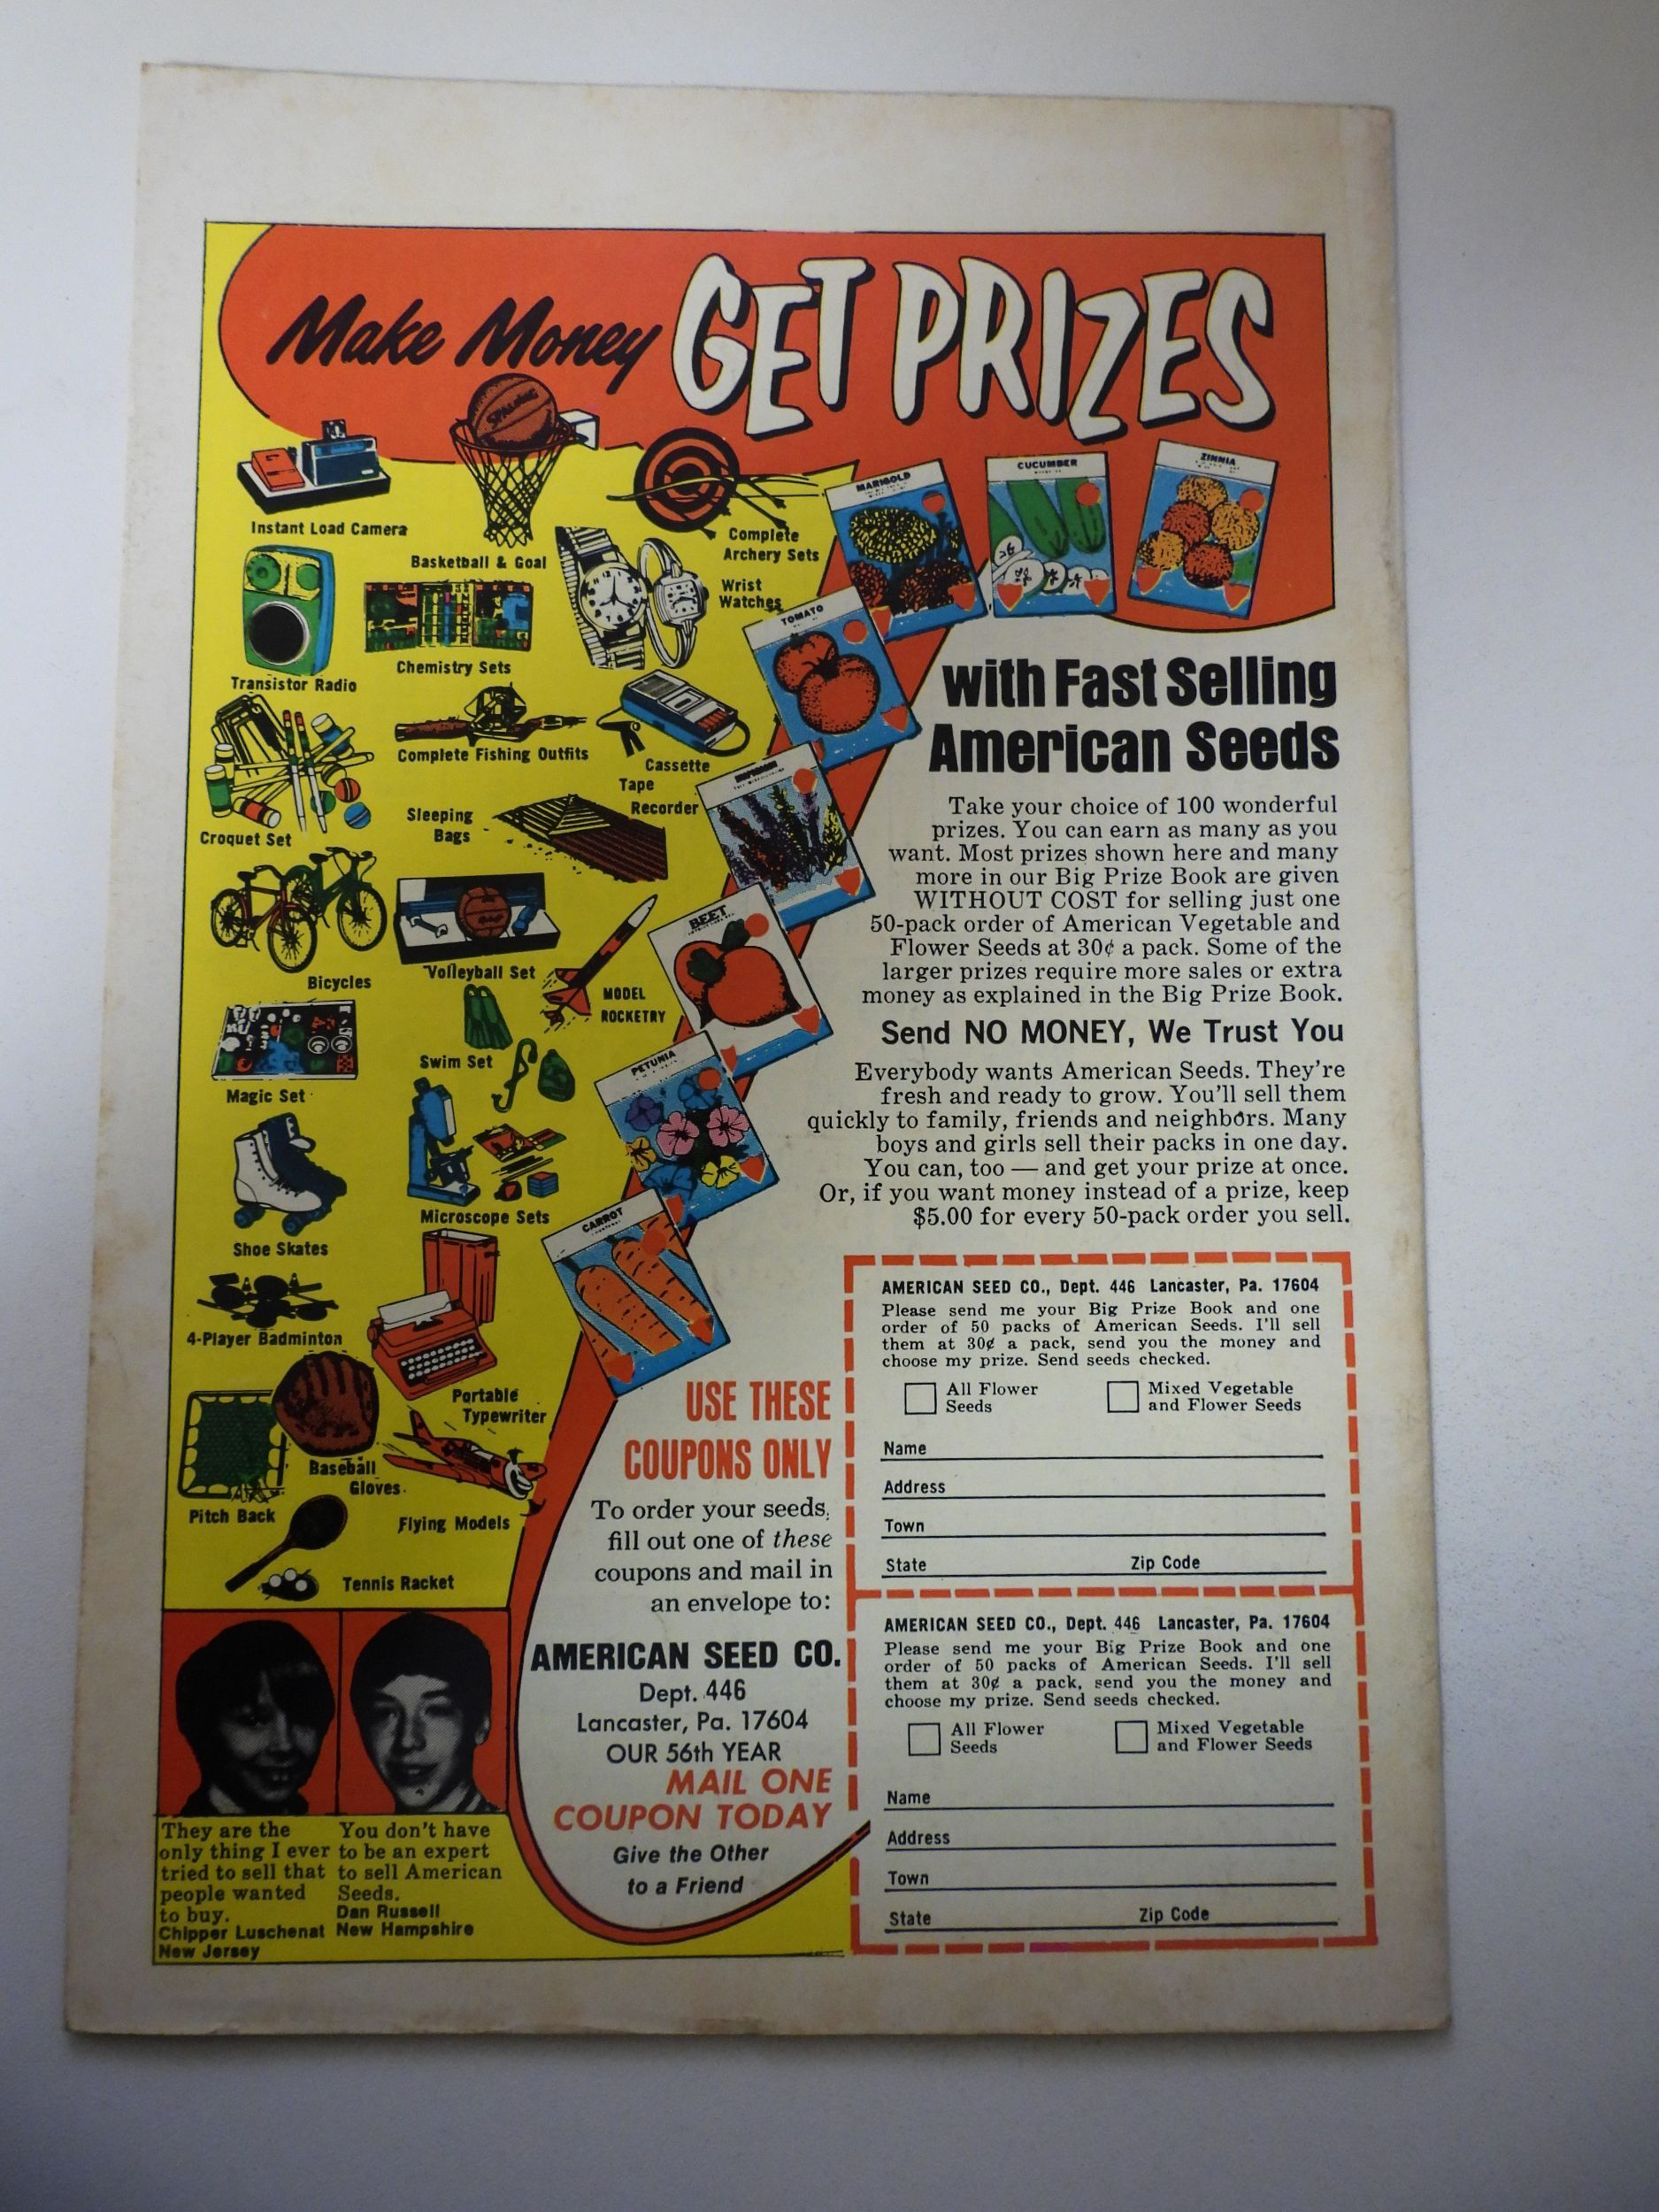 Make Money GET PRIZES
SPALDING
Instant Load Camera
Basketball & Goal
Complete
Archery Sets
Wrist
Watches
Transistor Radio
Chemistry Sets
Complete Fishing Outfits
Cassette
Tape
Recorder
Croquet Set
Sleeping
Bags
Bicycles
Volleyball Set
MODEL
ROCKETRY
Magic Set
Swim Set
Shoe Skates
Microscope Sets
4-Player Badminton
Portable
Typewriter
Baseball
Gloves
Pitch Back
Flying Models
Tennis Racket
MARIGOLD
CUCUMBER
ZINNIA
TOMATO
BEET
PETUNIA
CARROT
with Fast Selling
American Seeds
Take your choice of 100 wonderful
prizes. You can earn as many as you
want. Most prizes shown here and many
more in our Big Prize Book are given
WITHOUT COST for selling just one
50-pack order of American Vegetable and
Flower Seeds at 30¢ a pack. Some of the
larger prizes require more sales or extra
money as explained in the Big Prize Book.
Send NO MONEY, We Trust You
Everybody wants American Seeds. They're
fresh and ready to grow. You'll sell them
quickly to family, friends and neighbors. Many
boys and girls sell their packs in one day.
You can, too — and get your prize at once.
Or, if you want money instead of a prize, keep
$5.00 for every 50-pack order you sell.
USE THESE
COUPONS ONLY
To order your seeds,
fill out one of these
coupons and mail in
an envelope to:
AMERICAN SEED CO.
Dept. 446
Lancaster, Pa. 17604
OUR 56th YEAR
MAIL ONE
COUPON TODAY
Give the Other
to a Friend
AMERICAN SEED CO., Dept. 446 Lancaster, Pa. 17604
Please send me your Big Prize Book and one
order of 50 packs of American Seeds. I'll sell
them at 30¢ a pack, send you the money and
choose my prize. Send seeds checked.
All Flower
Seeds
Mixed Vegetable
and Flower Seeds
Name
Address
Town
State Zip Code
AMERICAN SEED CO., Dept. 446 Lancaster, Pa. 17604
Please send me your Big Prize Book and one
order of 50 packs of American Seeds. I'll sell
them at 30¢ a pack, send you the money and
choose my prize. Send seeds checked.
All Flower
Seeds
Mixed Vegetable
and Flower Seeds
Name
Address
Town
State Zip Code
They are the
only thing I ever
tried to sell that
people wanted
to buy.
Chipper Luschenat
New Jersey
You don't have
to be an expert
to sell American
Seeds.
Dan Russell
New Hampshire